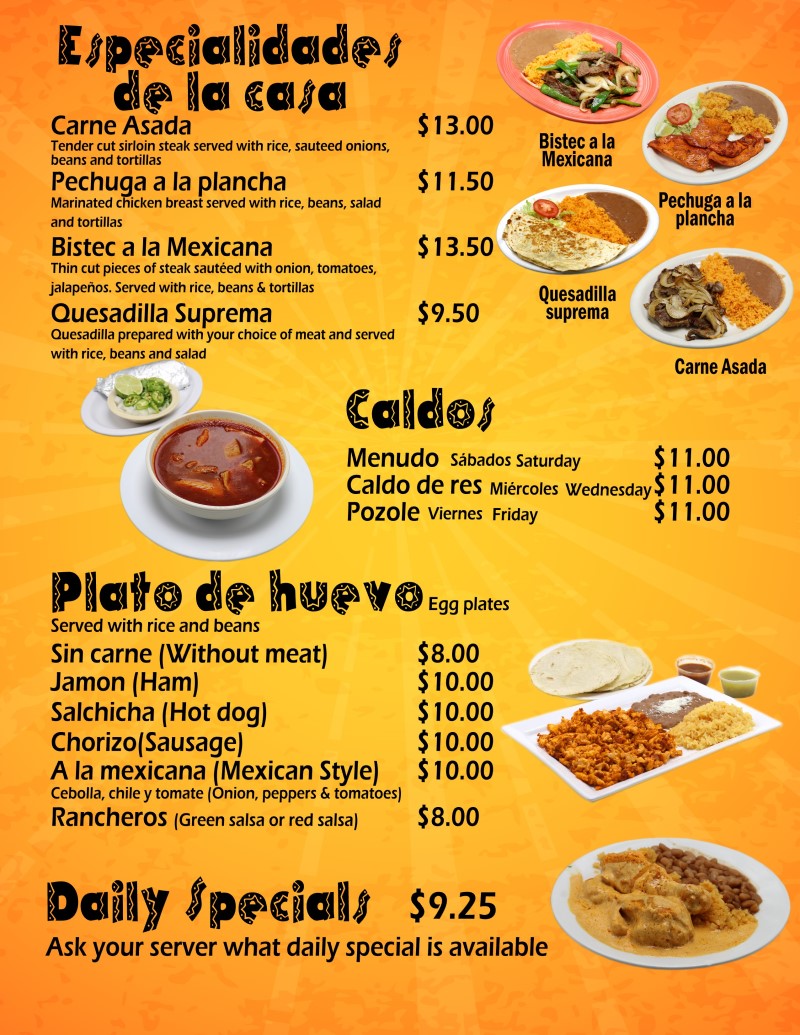 Especialidades
de la casa
Carne Asada $13.00
Tender cut sirloin steak served with rice, sauteed onions,
beans and tortillas
Pechuga a la plancha $11.50
Marinated chicken breast served with rice, beans, salad
and tortillas
Bistec a la Mexicana $13.50
Thin cut pieces of steak sautéed with onion, tomatoes,
jalapeños. Served with rice, beans & tortillas
Quesadilla Suprema $9.50
Quesadilla prepared with your choice of meat and served
with rice, beans and salad
Bistec a la
Mexicana
Pechuga a la
plancha
Quesadilla
suprema
Carne Asada
Caldos
Menudo Sábados Saturday $11.00
Caldo de res Miércoles Wednesday $11.00
Pozole Viernes Friday $11.00
Plato de huevo Egg plates
Served with rice and beans
Sin carne (Without meat) $8.00
Jamon (Ham) $10.00
Salchicha (Hot dog) $10.00
Chorizo(Sausage) $10.00
A la mexicana (Mexican Style) $10.00
Cebolla, chile y tomate (Onion, peppers & tomatoes)
Rancheros (Green salsa or red salsa) $8.00
Daily Specials $9.25
Ask your server what daily special is available